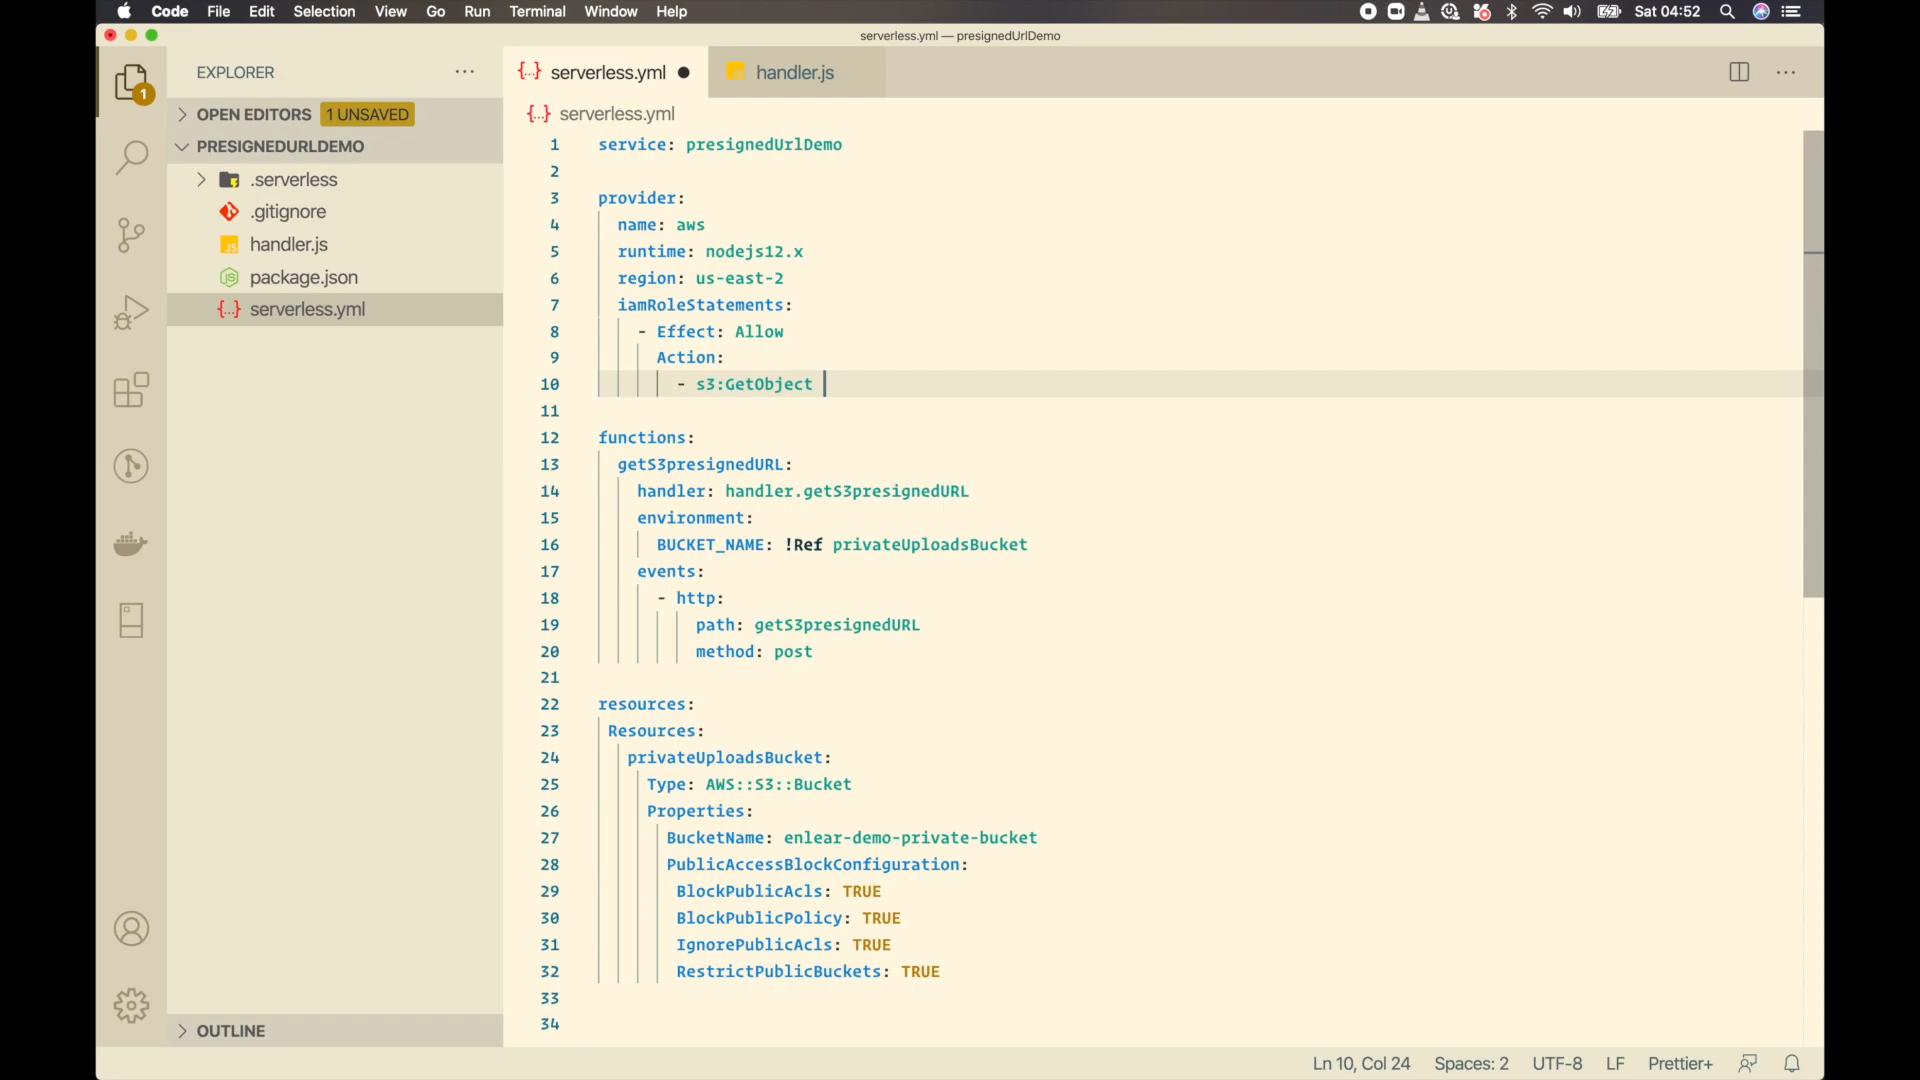 Code File Edit Selection View Go Run Terminal Window Help Sat 04:52
serverless.yml — presignedUrlDemo
EXPLORER
serverless.yml
handler.js
OPEN EDITORS 1 UNSAVED
PRESIGNEDURLDEMO
.serverless
.gitignore
handler.js
package.json
serverless.yml
OUTLINE
1
serverless.yml
1 service: presignedUrlDemo
2
3 provider:
4 name: aws
5 runtime: nodejs12.x
6 region: us-east-2
7 iamRoleStatements:
8 - Effect: Allow
9 Action:
10 - s3:GetObject
11
12 functions:
13 getS3presignedURL:
14 handler: handler.getS3presignedURL
15 environment:
16 BUCKET_NAME: !Ref privateUploadsBucket
17 events:
18 - http:
19 path: getS3presignedURL
20 method: post
21
22 resources:
23 Resources:
24 privateUploadsBucket:
25 Type: AWS::S3::Bucket
26 Properties:
27 BucketName: enlear-demo-private-bucket
28 PublicAccessBlockConfiguration:
29 BlockPublicAcls: TRUE
30 BlockPublicPolicy: TRUE
31 IgnorePublicAcls: TRUE
32 RestrictPublicBuckets: TRUE
33
34
Ln 10, Col 24 Spaces: 2 UTF-8 LF Prettier+